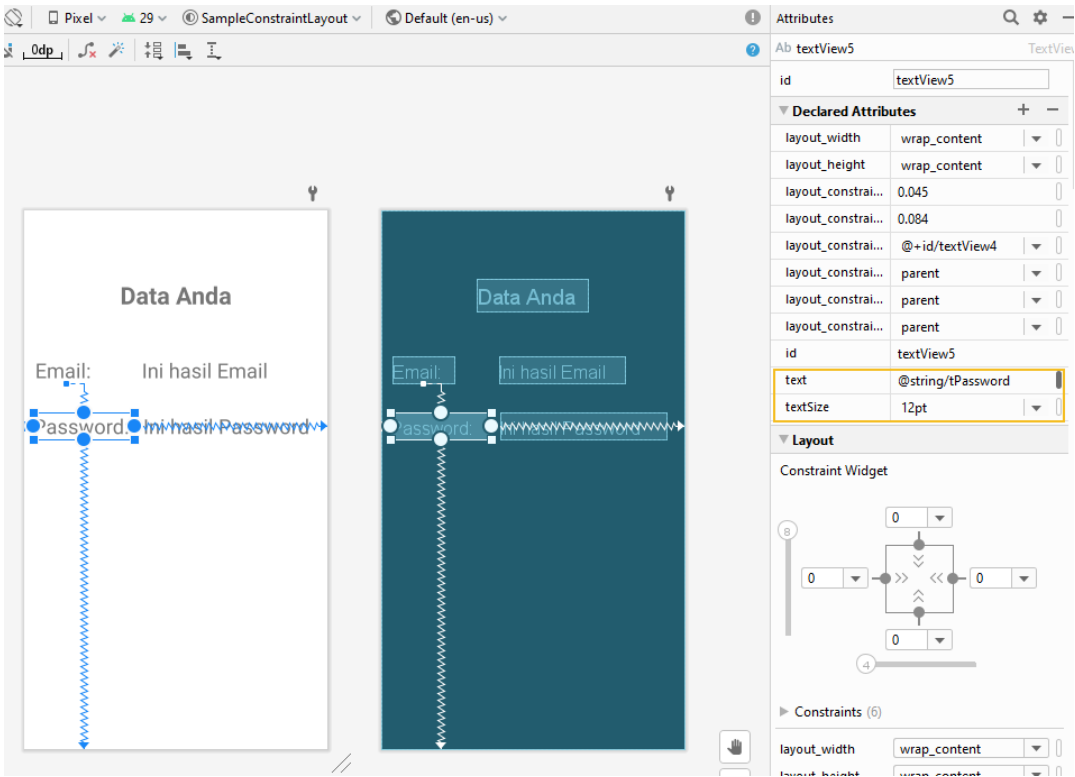 Pixel 29 SampleConstraintLayout Default (en-us)
0dp
Data Anda
Email: Ini hasil Email
Password: Ini hasil Password
Data Anda
Email: Ini hasil Email
Password: Ini hasil Password
Attributes
Ab textView5 TextView
id textView5
Declared Attributes
layout_width wrap_content
layout_height wrap_content
layout_constrai... 0.045
layout_constrai... 0.084
layout_constrai... @+id/textView4
layout_constrai... parent
layout_constrai... parent
layout_constrai... parent
id textView5
text @string/tPassword
textSize 12pt
Layout
Constraint Widget
0
8
0 0
0
4
Constraints (6)
layout_width wrap_content
layout_height wrap_content